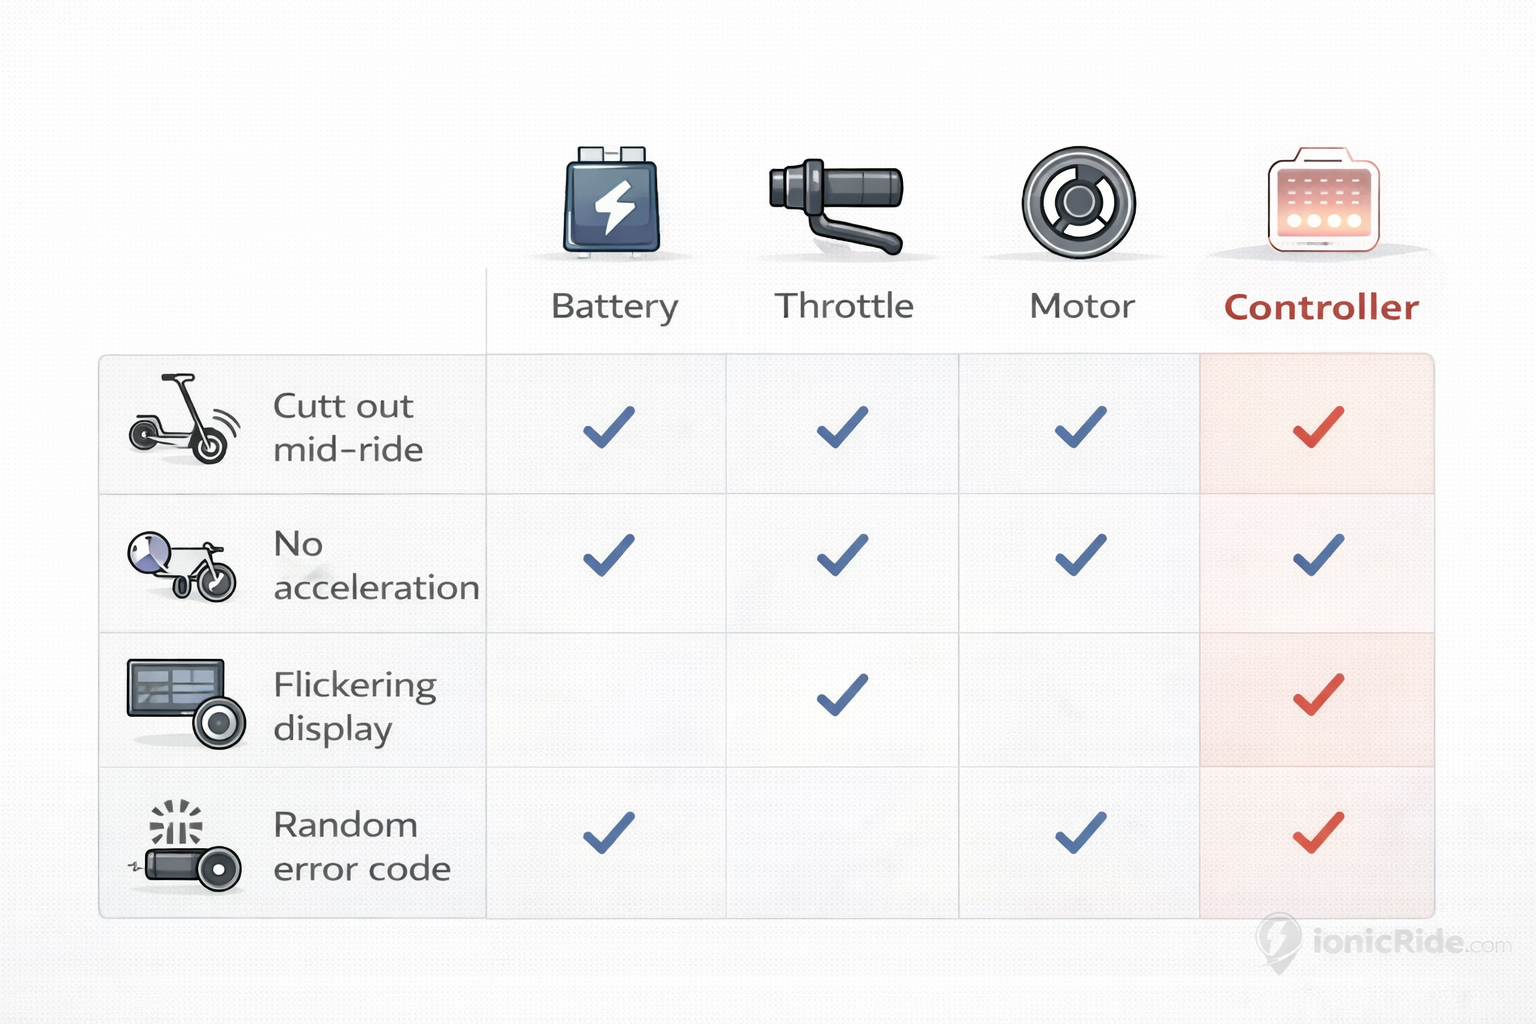 Battery Throttle Motor Controller
Cutt out
mid-ride
No
acceleration
Flickering
display
Random
error code
ionicRide.com